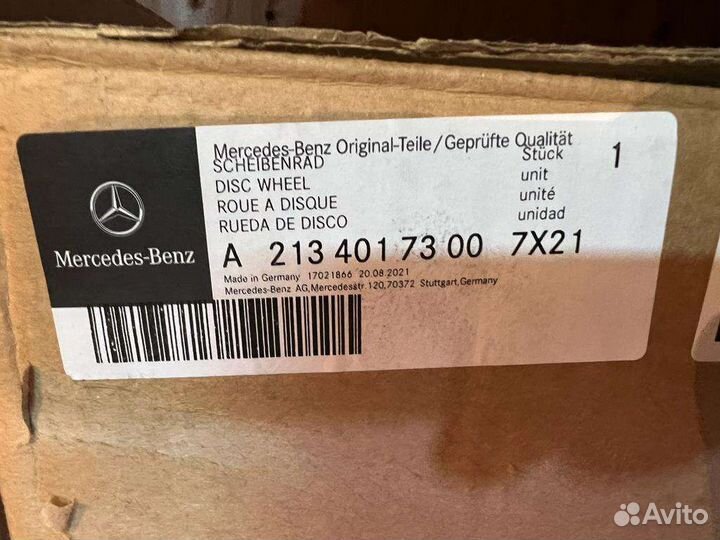 Mercedes-Benz Original-Teile/Geprüfte Qualität
SCHEIBENRAD Stück 1
DISC WHEEL unit
ROUE A DISQUE unité
RUEDA DE DISCO unidad
Mercedes-Benz
A 213 401 73 00 7X21
Made in Germany 17021866 20.08.2021
Mercedes-Benz AG,Mercedesstr.120,70372 Stuttgart,Germany
Avito